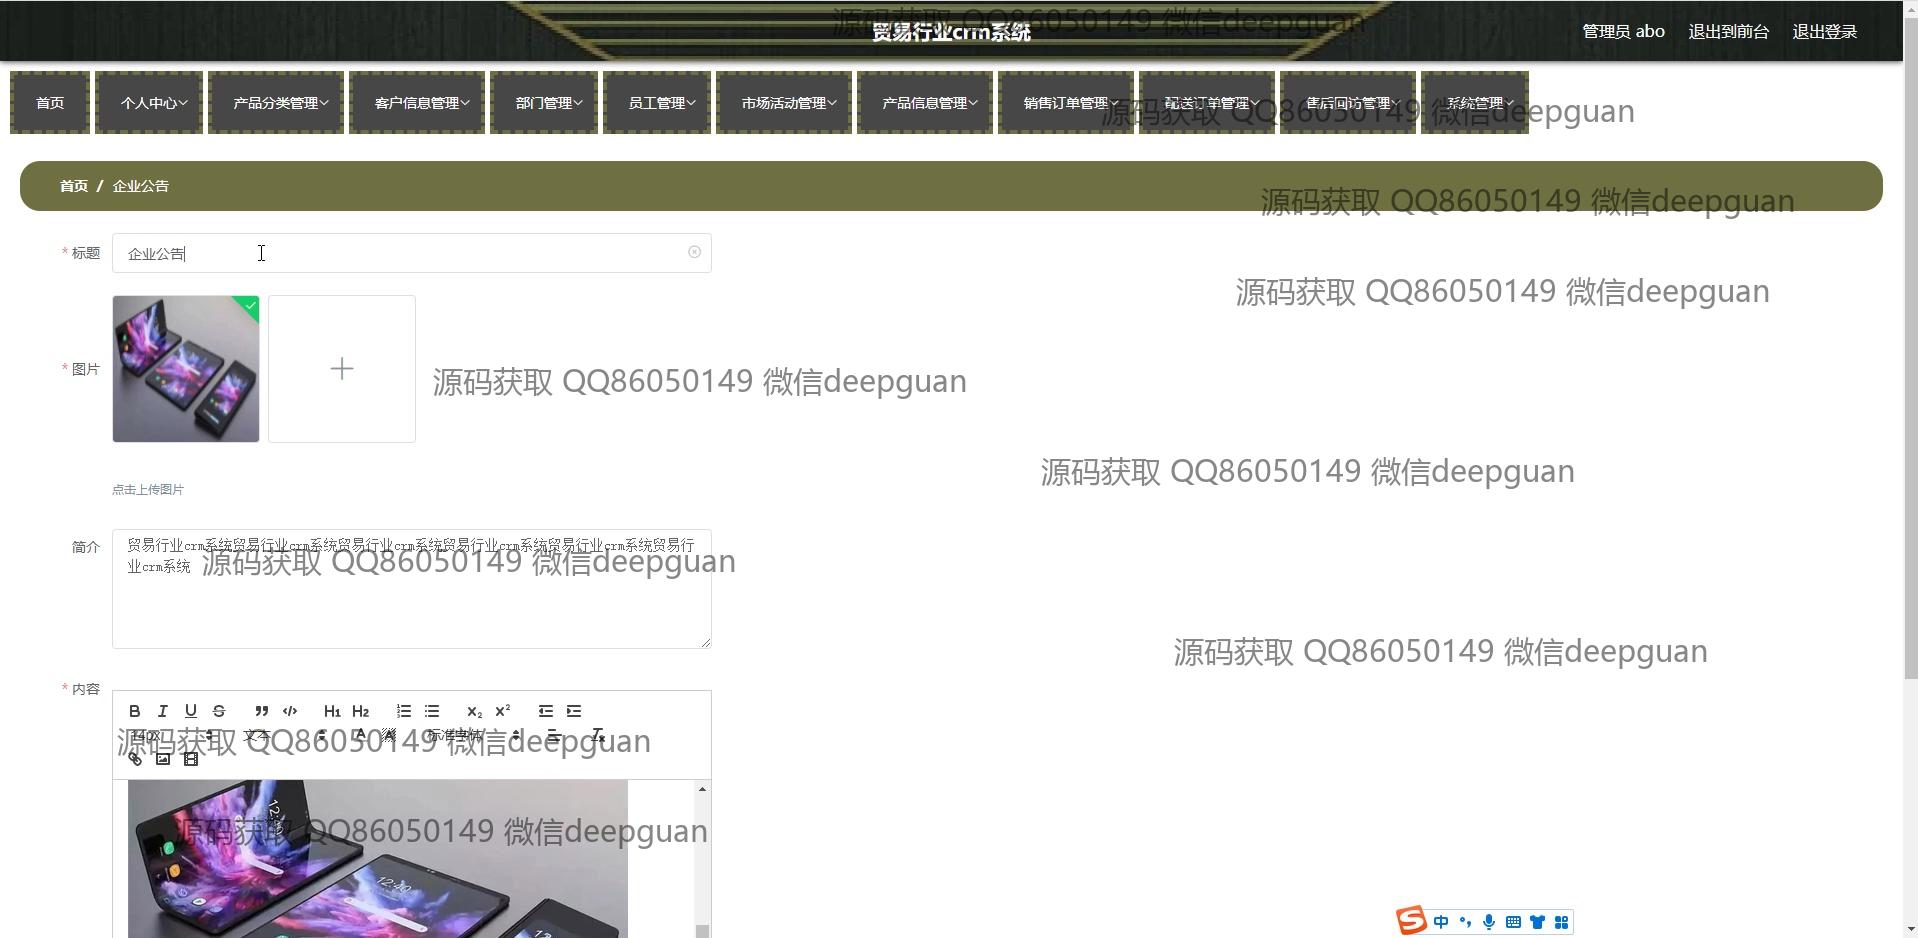 源码获取 QQ86050149 微信deepguan
贸易行业crm系统
管理员 abo
退出到前台
退出登录
首页
个人中心
产品分类管理
客户信息管理
部门管理
员工管理
市场活动管理
产品信息管理
销售订单管理
配送订单管理
售后回访管理
系统管理
源码获取 QQ86050149 微信deepguan
首页 / 企业公告
源码获取 QQ86050149 微信deepguan
* 标题
企业公告
源码获取 QQ86050149 微信deepguan
* 图片
源码获取 QQ86050149 微信deepguan
源码获取 QQ86050149 微信deepguan
点击上传图片
简介
贸易行业crm系统贸易行业crm系统贸易行业crm系统贸易行业crm系统贸易行业crm系统贸易行
业crm系统
源码获取 QQ86050149 微信deepguan
源码获取 QQ86050149 微信deepguan
* 内容
B I U S H1 H2 X2 X2
14px 文本 A 标准字体
源码获取 QQ86050149 微信deepguan
源码获取 QQ86050149 微信deepguan
12:40
中